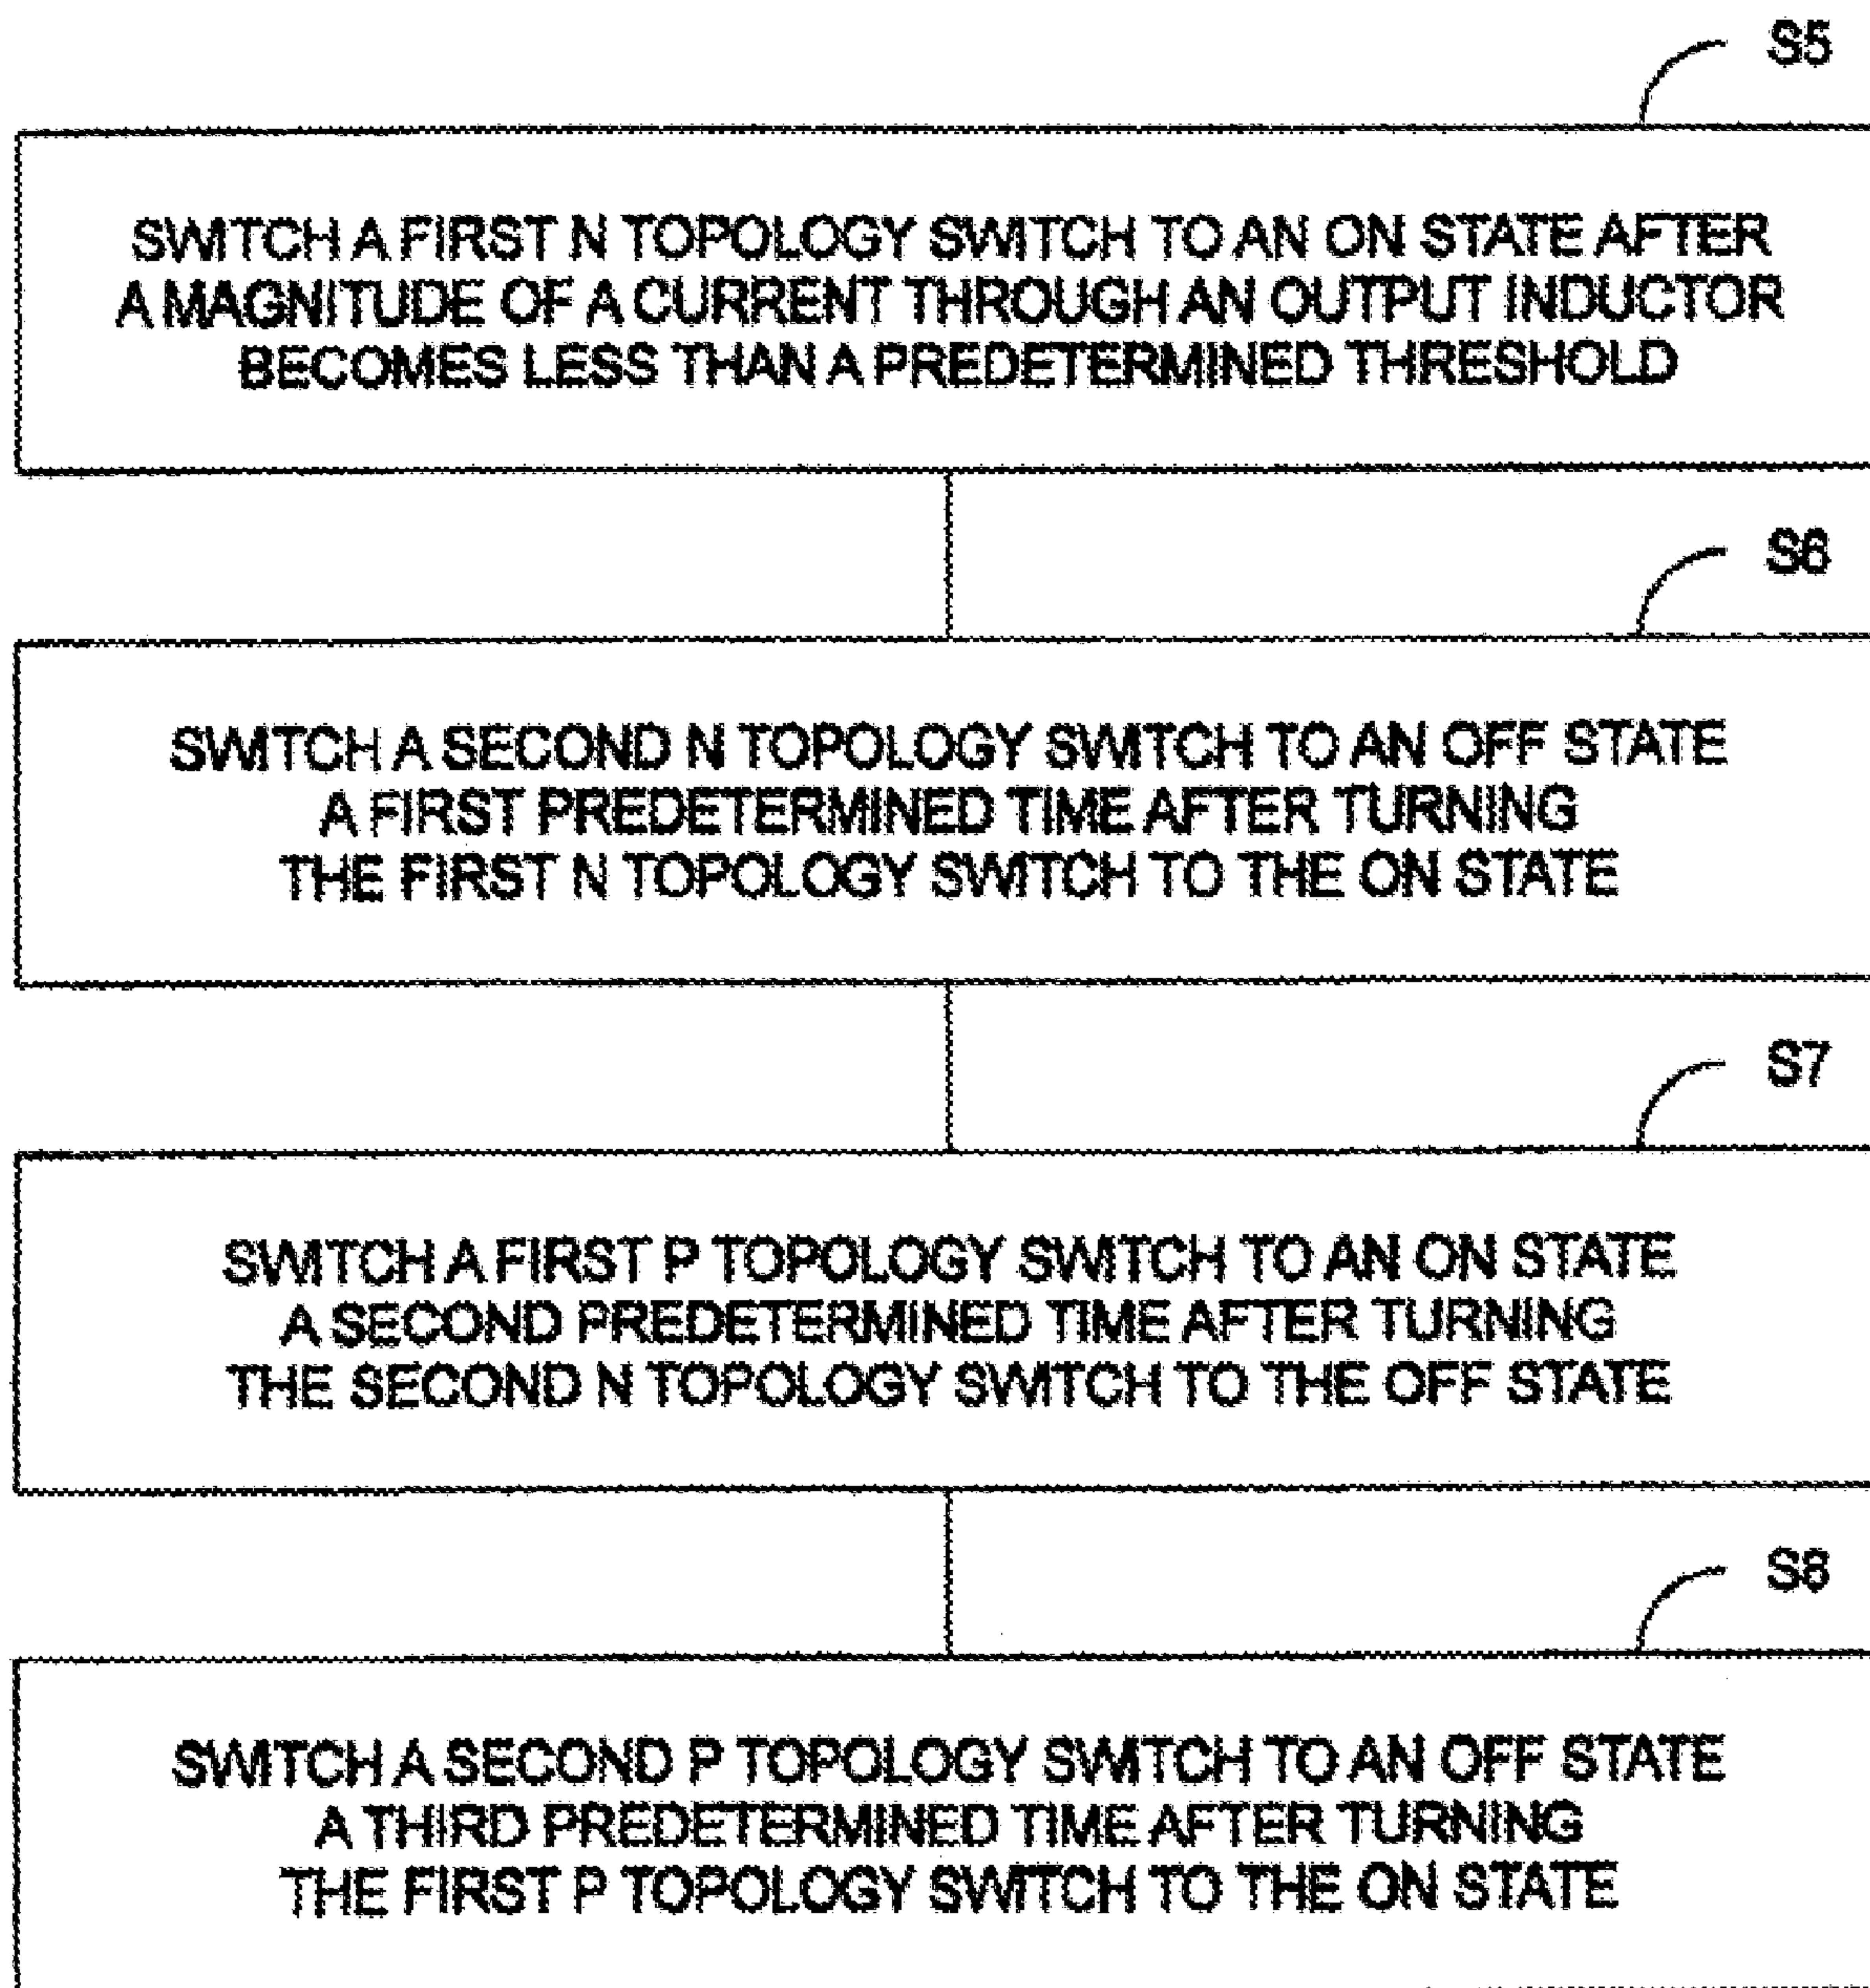 S5
SWITCH A FIRST N TOPOLOGY SWITCH TO AN ON STATE AFTER
A MAGNITUDE OF A CURRENT THROUGH AN OUTPUT INDUCTOR
BECOMES LESS THAN A PREDETERMINED THRESHOLD
S6
SWITCH A SECOND N TOPOLOGY SWITCH TO AN OFF STATE
A FIRST PREDETERMINED TIME AFTER TURNING
THE FIRST N TOPOLOGY SWITCH TO THE ON STATE
S7
SWITCH A FIRST P TOPOLOGY SWITCH TO AN ON STATE
A SECOND PREDETERMINED TIME AFTER TURNING
THE SECOND N TOPOLOGY SWITCH TO THE OFF STATE
S8
SWITCH A SECOND P TOPOLOGY SWITCH TO AN OFF STATE
A THIRD PREDETERMINED TIME AFTER TURNING
THE FIRST P TOPOLOGY SWITCH TO THE ON STATE